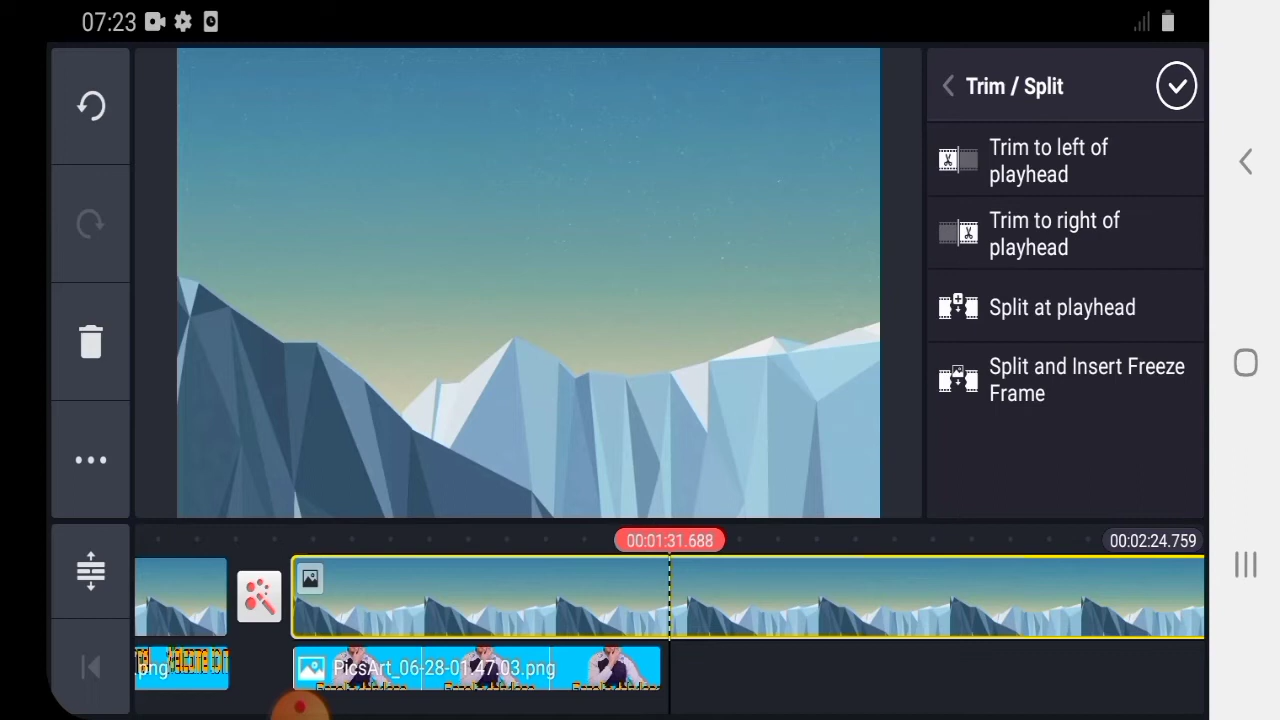 07:23
Trim / Split
Trim to left of
playhead
Trim to right of
playhead
Split at playhead
Split and Insert Freeze
Frame
00:01:31.688
00:02:24.759
.png
PicsArt_06-28-01.47.03.png